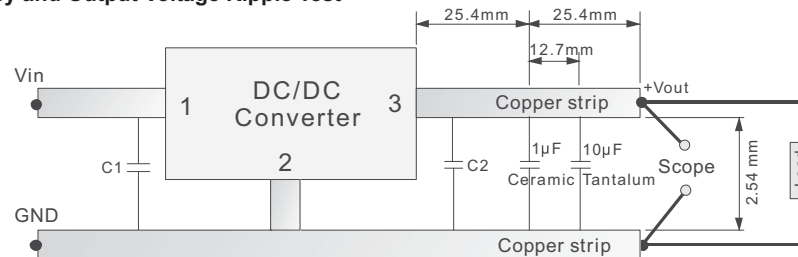 y and Output Voltage Ripple Test
25.4mm
25.4mm
12.7mm
Vin
+Vout
1
DC/DC
Converter
3
Copper strip
C1
2
C2
1µF
10µF
Ceramic
Tantalum
Scope
2.54 mm
GND
Copper strip